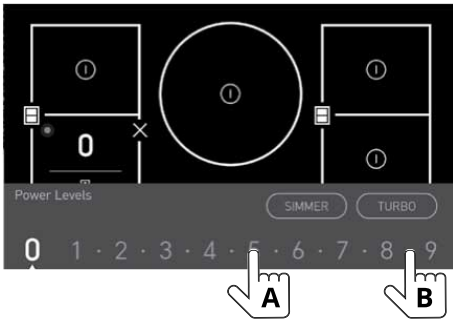 0
Power Levels
SIMMER TURBO
0 1 · 2 · 3 · 4 · 5 · 6 · 7 · 8 · 9
A B